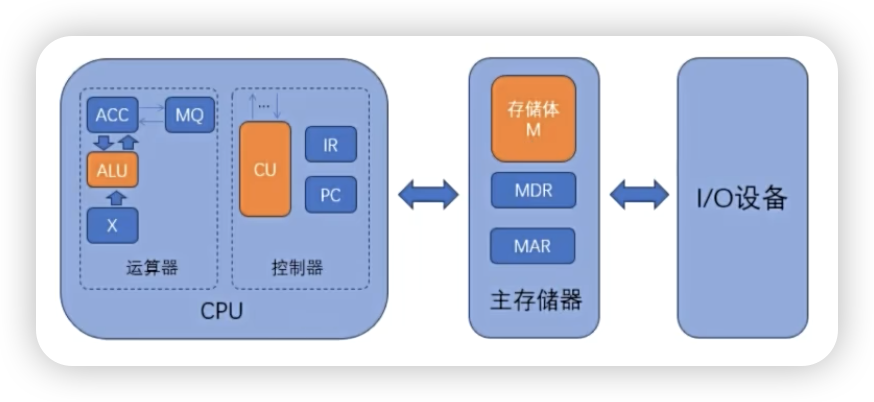 ACC
MQ
ALU
X
运算器
...
CU
IR
PC
控制器
CPU
存储体
M
MDR
MAR
主存储器
I/O设备